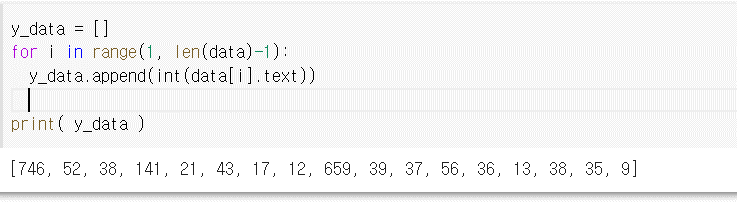 y_data = []
for i in range(1, len(data)-1):
  y_data.append(int(data[i].text))
print( y_data )
[746, 52, 38, 141, 21, 43, 17, 12, 659, 39, 37, 56, 36, 13, 38, 35, 9]